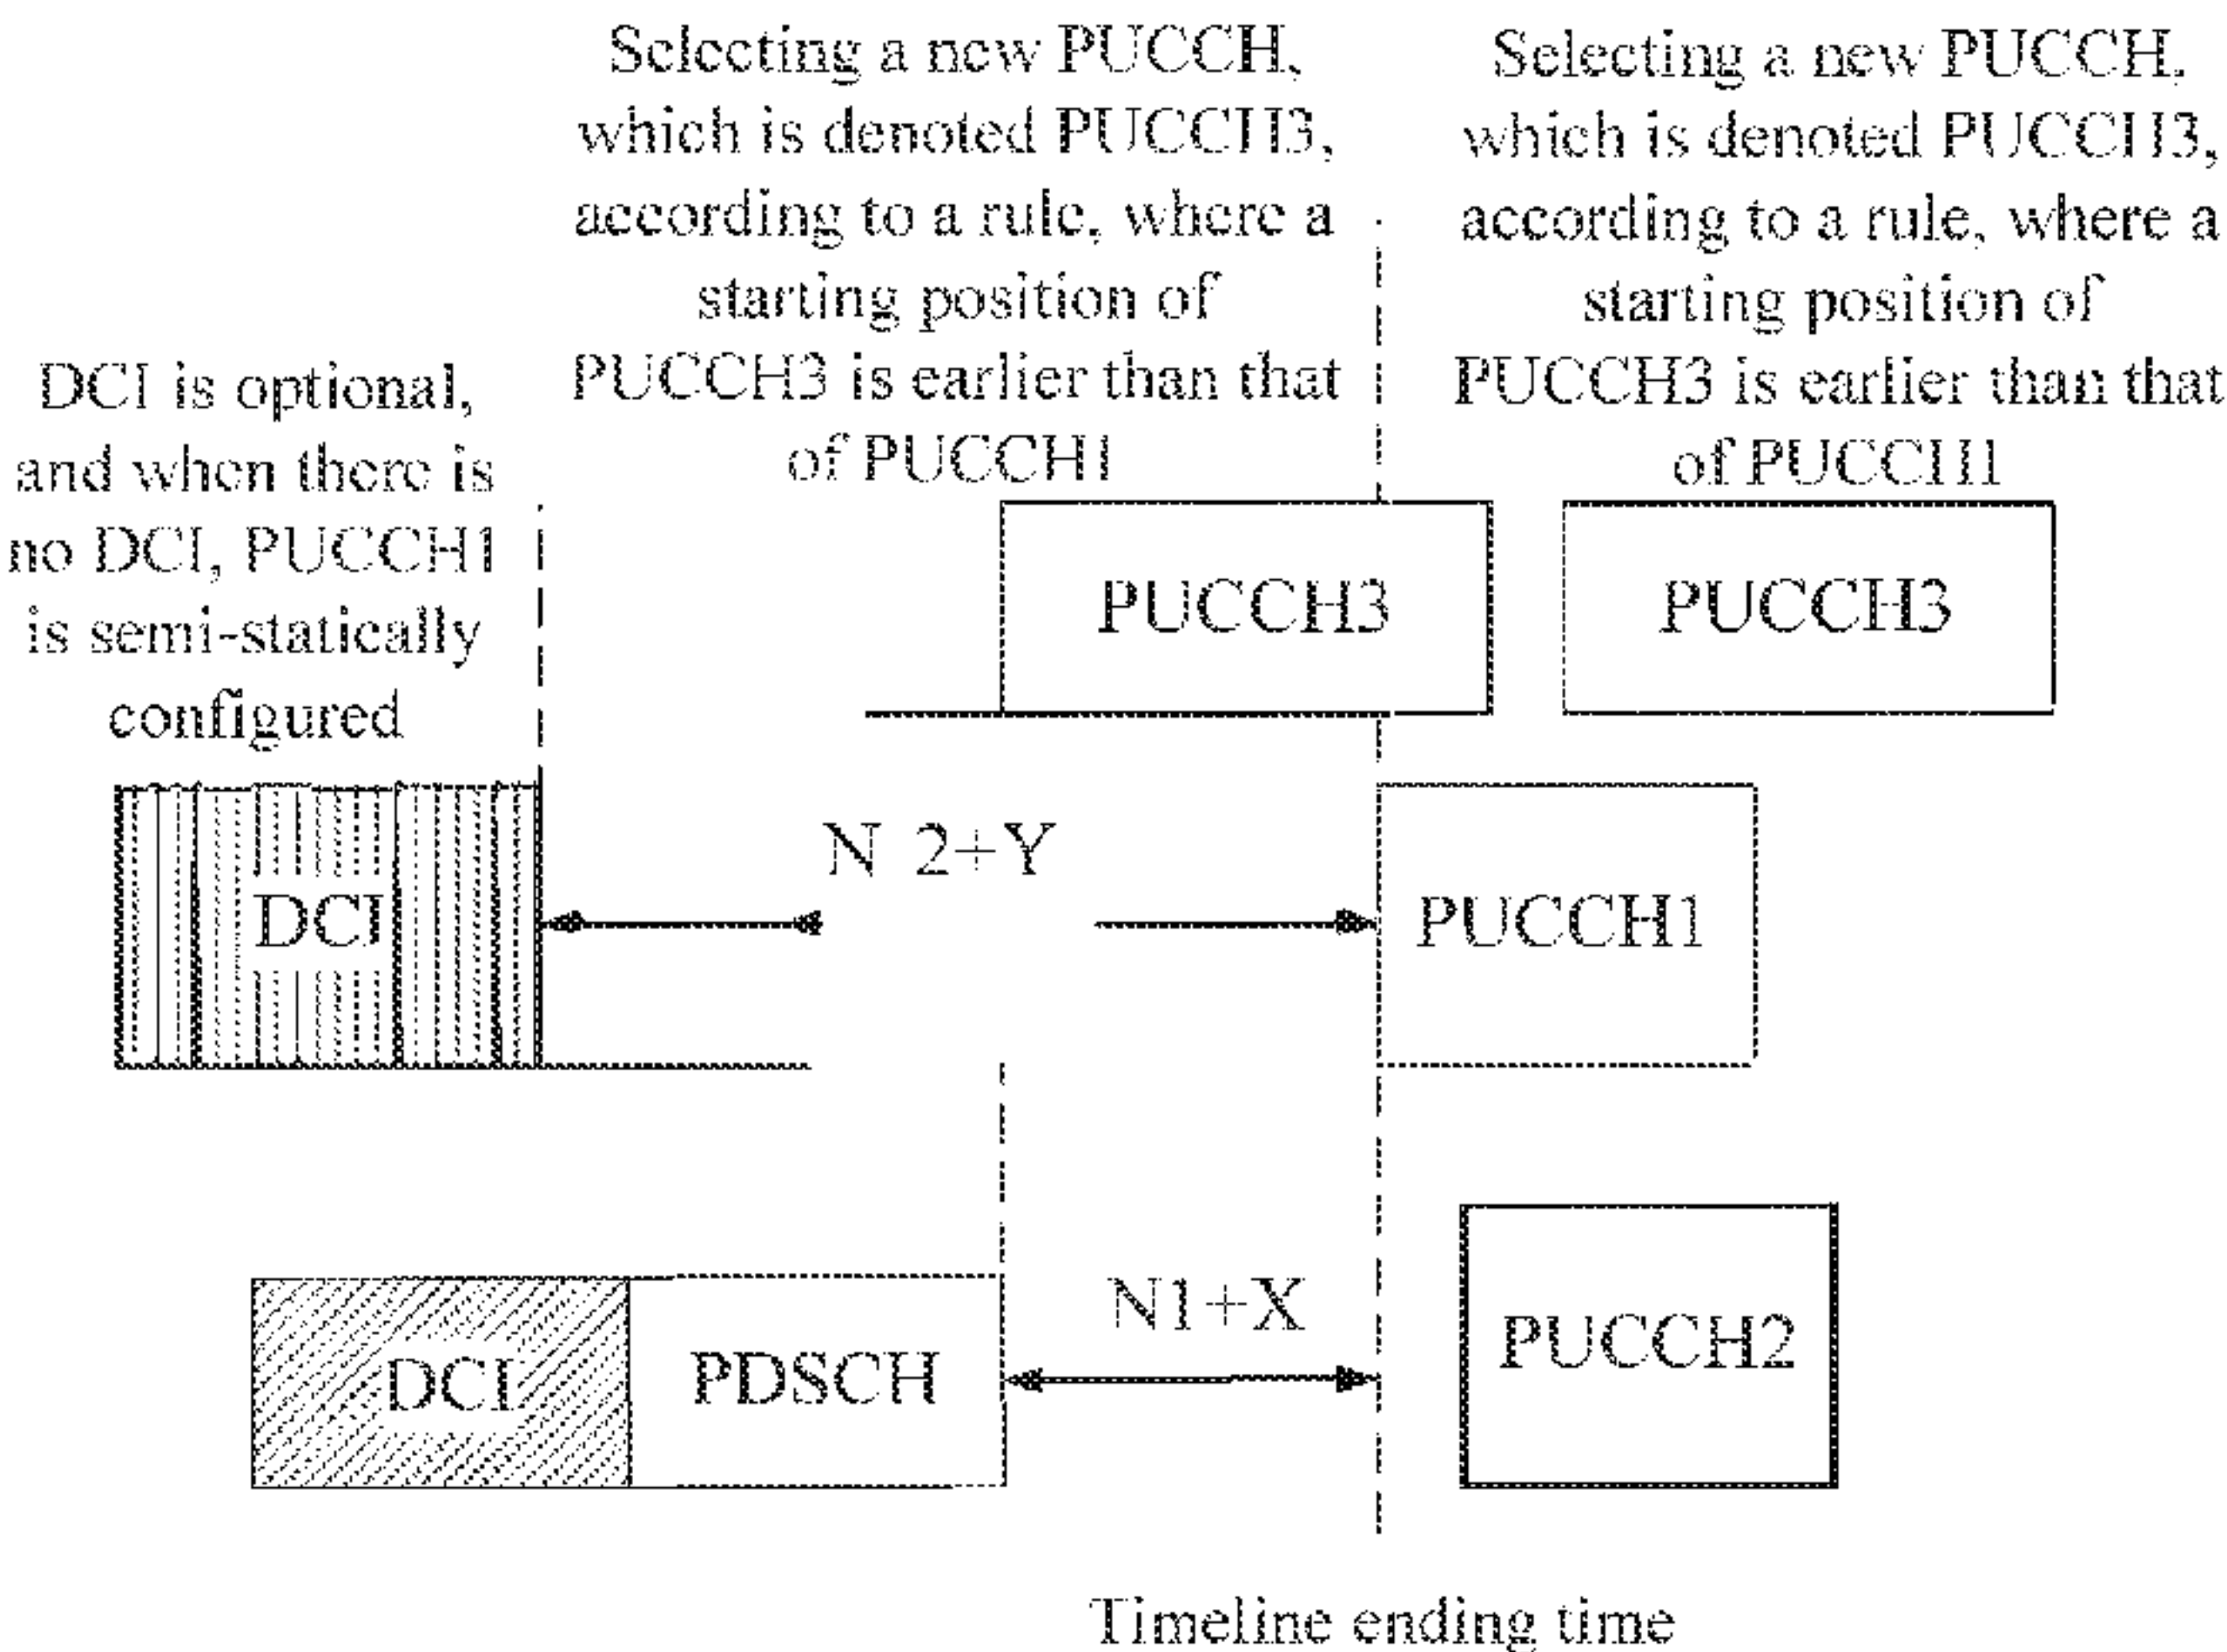 Selecting a new PUCCH,
which is denoted PUCCH3,
according to a rule, where a
starting position of
PUCCH3 is earlier than that
of PUCCH1
Selecting a new PUCCH,
which is denoted PUCCH3,
according to a rule, where a
starting position of
PUCCH3 is earlier than that
of PUCCH1
DCI is optional,
and when there is
no DCI, PUCCH1
is semi-statically
configured
PUCCH3
PUCCH3
N 2+Y
DCI
PUCCH1
N1+X
DCI
PDSCH
PUCCH2
Timeline ending time